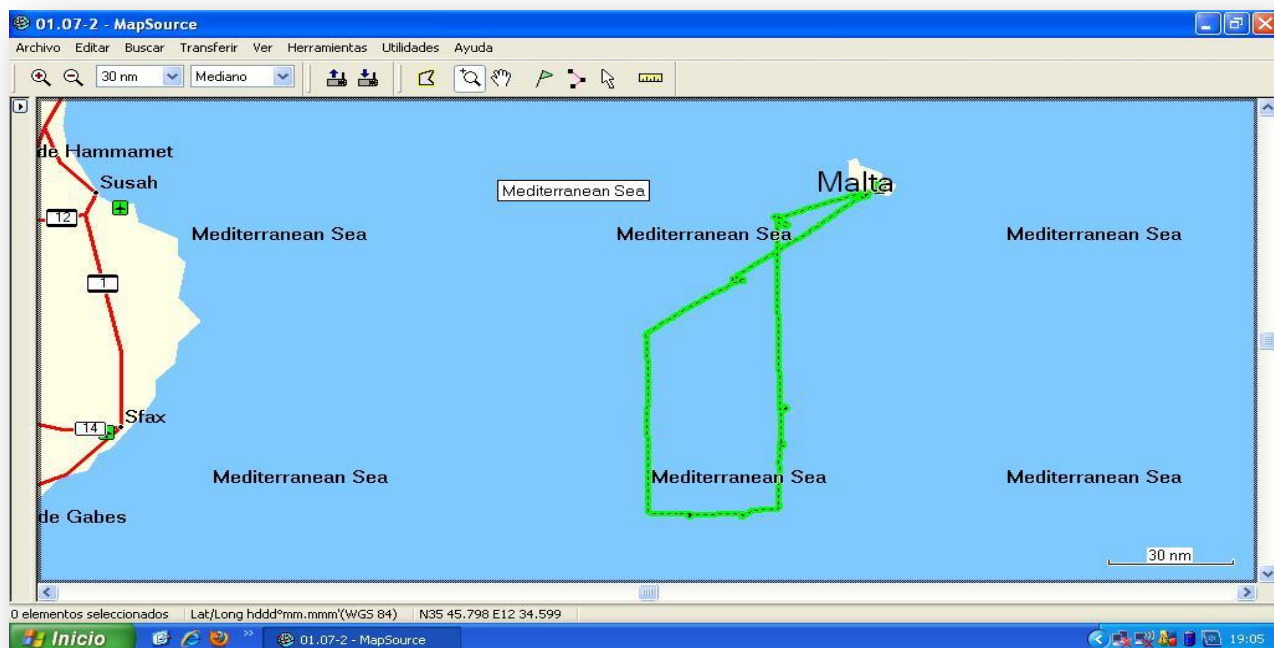 01.07-2 - MapSource
Archivo Editar Buscar Transferir Ver Herramientas Utilidades Ayuda
30 nm Mediano
de Hammamet
Susah
Mediterranean Sea
Malta
12
Mediterranean Sea Mediterranean Sea Mediterranean Sea
1
Sfax
14
Mediterranean Sea Mediterranean Sea Mediterranean Sea
de Gabes
30 nm
0 elementos seleccionados Lat/Long hddd°mm.mmm'(WGS 84) N35 45.798 E12 34.599
Inicio 01.07-2 - MapSource 19:05